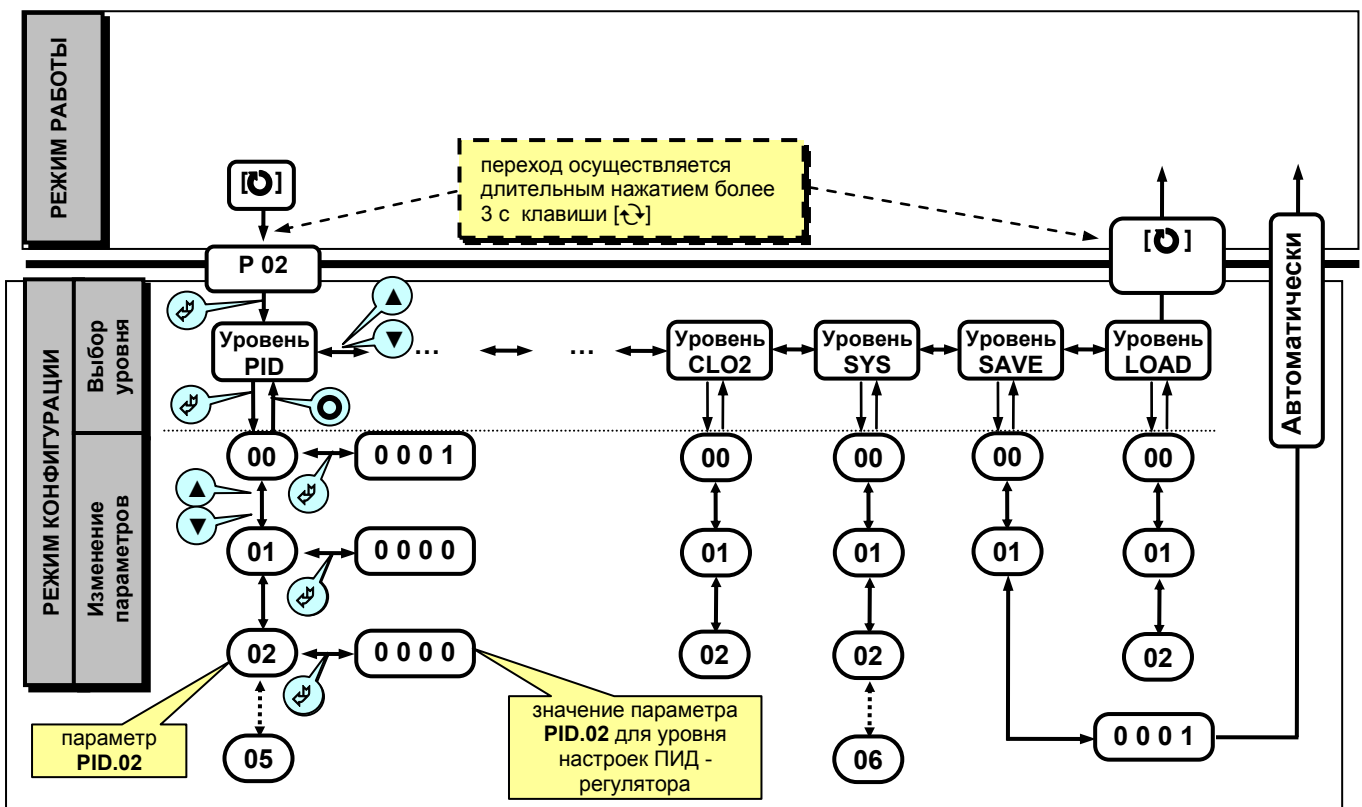 РЕЖИМ РАБОТЫ
[↻]
переход осуществляется
длительным нажатием более
3 с клавиши [↻]
[↻]
P 02
Автоматически
РЕЖИМ КОНФИГУРАЦИИ
Выбор
уровня
▲
▼
Уровень
PID
...
...
Уровень
CLO2
Уровень
SYS
Уровень
SAVE
Уровень
LOAD
Изменение
параметров
00
0 0 0 1
00
00
00
00
▲
▼
01
0 0 0 0
01
01
01
01
02
0 0 0 0
02
02
02
параметр
PID.02
05
значение параметра
PID.02 для уровня
настроек ПИД -
регулятора
06
0 0 0 1